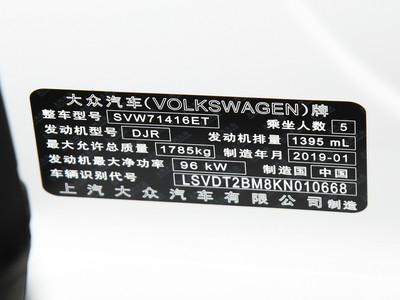 大众汽车(VOLKSWAGEN)牌
整车型号 SVW71416ET 乘坐人数 5
发动机型号 DJR 发动机排量 1395 mL
最大允许总质量 1785kg 制造年月 2019-01
发动机最大净功率 96 kW 制造国 中国
车辆识别代号 LSVDT2BM8KN010668
上汽大众汽车有限公司制造